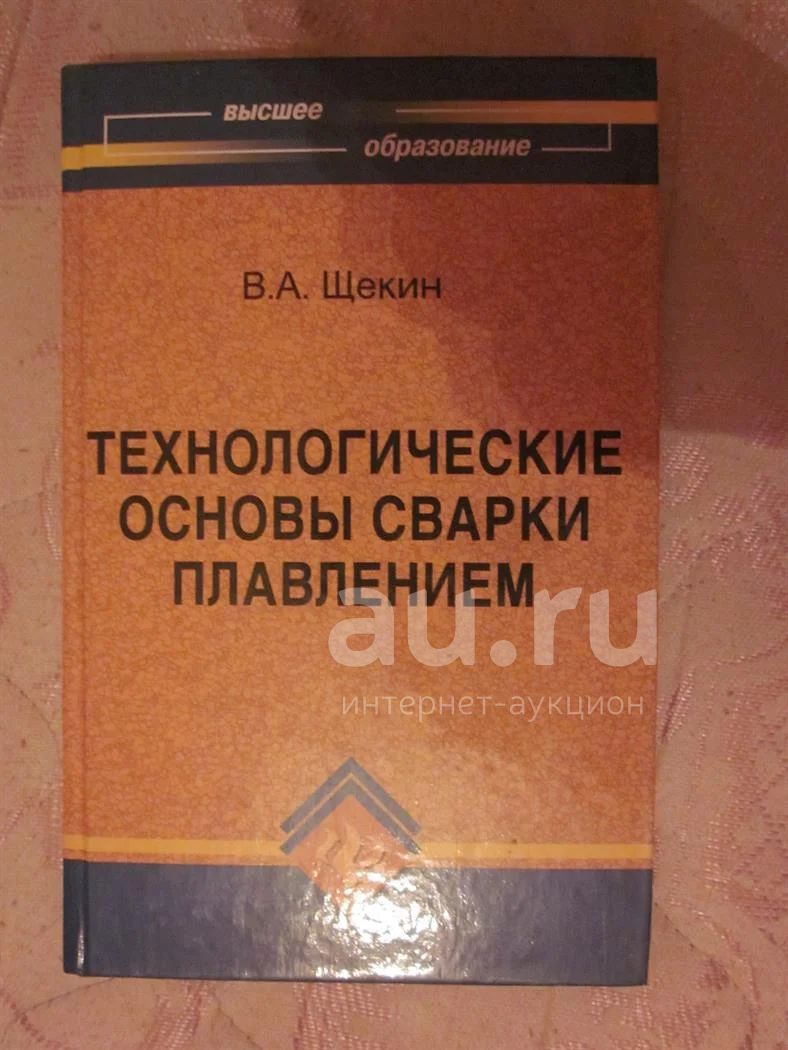 высшее
образование
В.А. Щекин
ТЕХНОЛОГИЧЕСКИЕ
ОСНОВЫ СВАРКИ
ПЛАВЛЕНИЕМ
au.ru
интернет-аукцион